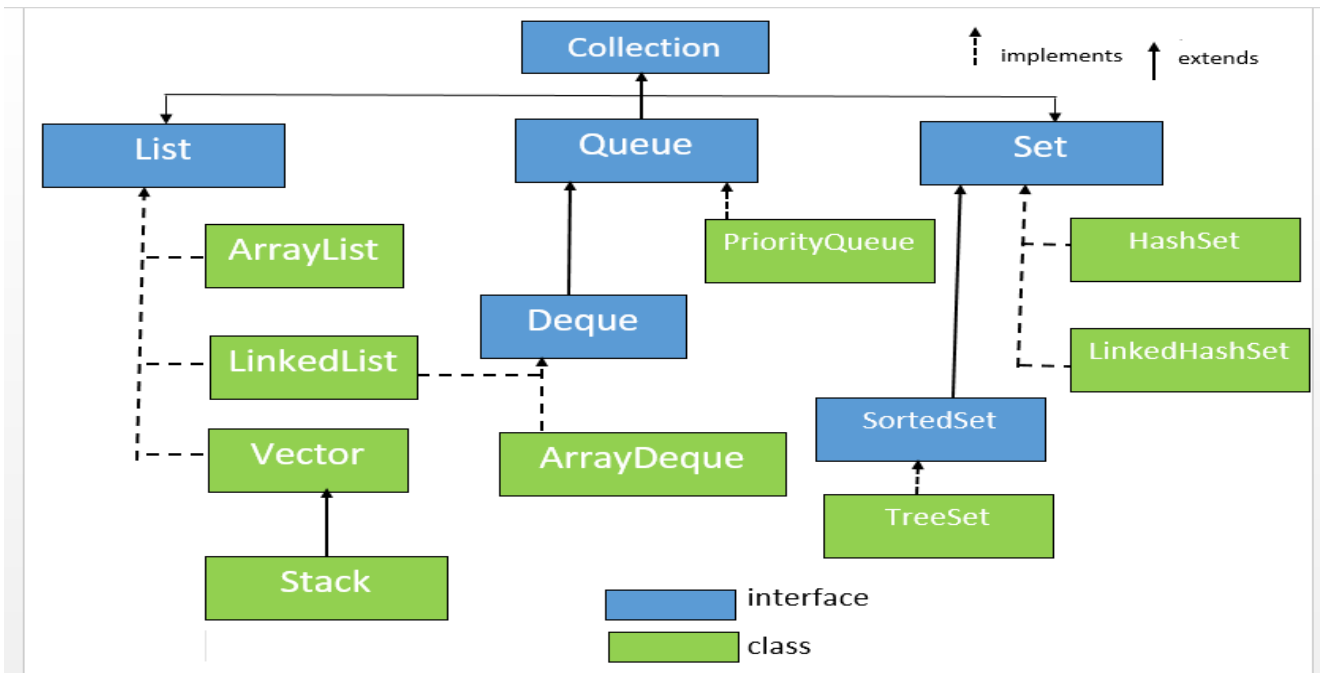 Collection
implements
extends
List
Queue
Set
ArrayList
PriorityQueue
HashSet
Deque
LinkedList
LinkedHashSet
SortedSet
Vector
ArrayDeque
TreeSet
Stack
interface
class